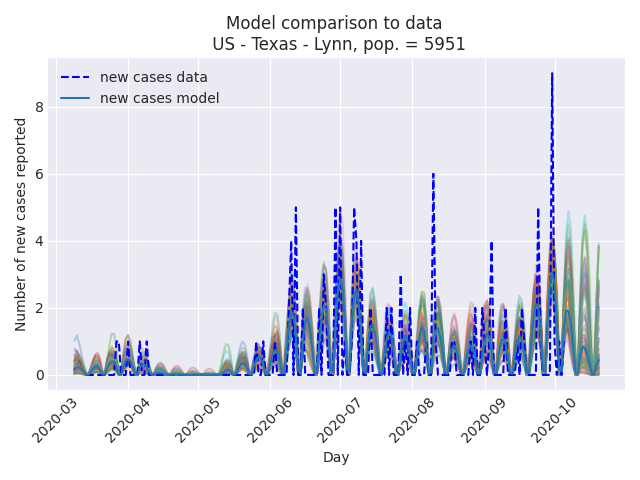 Model comparison to data
US - Texas - Lynn, pop. = 5951
new cases data
new cases model
Number of new cases reported
8
6
4
2
0
2020-03
2020-04
2020-05
2020-06
2020-07
2020-08
2020-09
2020-10
Day